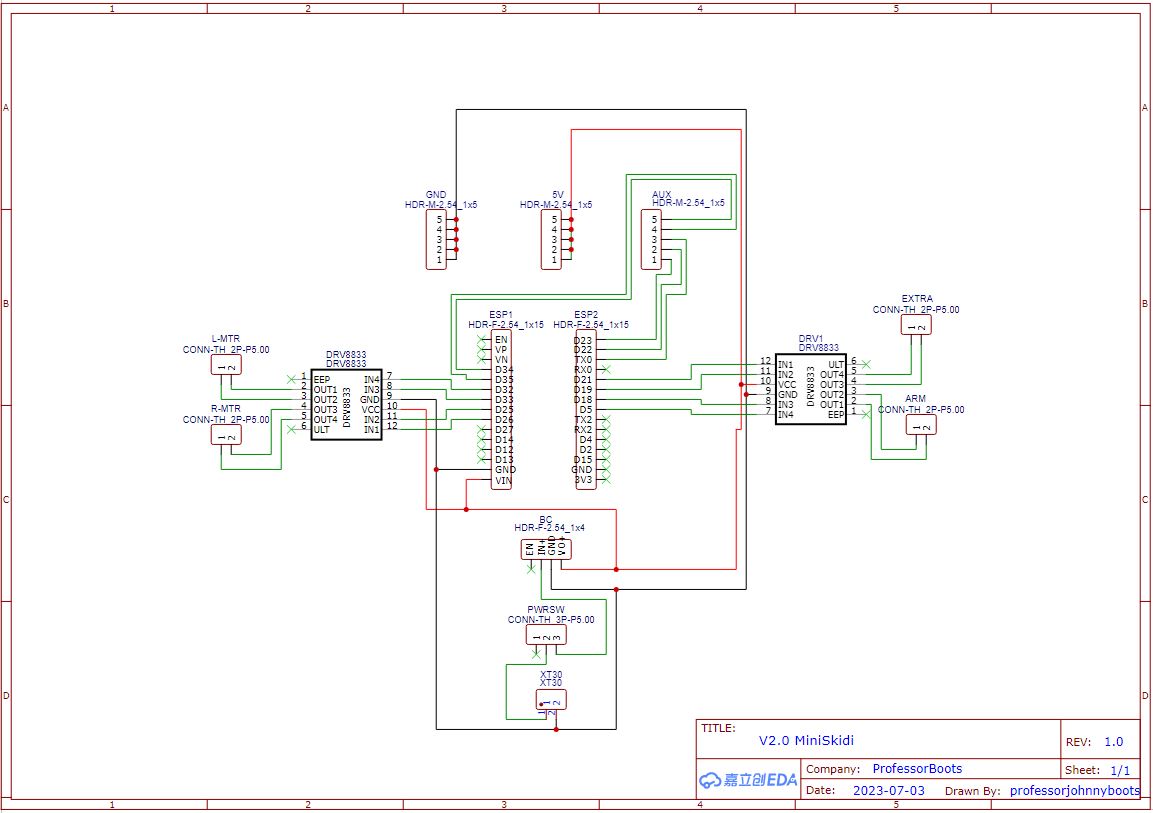 1 2 3 4 5
A A
GND
HDR-M-2.54_1x5
5
4
3
2
1
5V
HDR-M-2.54_1x5
5
4
3
2
1
AUX
HDR-M-2.54_1x5
5
4
3
2
1
B B
L-MTR
CONN-TH_2P-P5.00
1 2
R-MTR
CONN-TH_2P-P5.00
1 2
DRV8833
DRV8833
DRV8833
1 EEP
2 OUT1
3 OUT2
4 OUT3
5 OUT4
6 ULT
IN4 7
IN3 8
GND 9
VCC 10
IN2 11
IN1 12
ESP1
HDR-F-2.54_1x15
EN
VP
VN
D34
D35
D32
D33
D25
D26
D27
D14
D12
D13
GND
VIN
ESP2
HDR-F-2.54_1x15
D23
D22
TX0
RX0
D21
D19
D18
D5
TX2
RX2
D4
D2
D15
GND
3V3
DRV1
DRV8833
DRV8833
12 IN1
11 IN2
10 VCC
9 GND
8 IN3
7 IN4
ULT 6
OUT4 5
OUT3 4
OUT2 3
OUT1 2
EEP 1
EXTRA
CONN-TH_2P-P5.00
1 2
ARM
CONN-TH_2P-P5.00
1 2
C C
BC
HDR-F-2.54_1x4
EN IN+ GND VO+
PWRSW
CONN-TH_3P-P5.00
1 2 3
XT30
XT30
1 2
1 2
D D
TITLE:
V2.0 MiniSkidi
REV: 1.0
嘉立创EDA
Company: ProfessorBoots
Sheet: 1/1
Date: 2023-07-03
Drawn By: professorjohnnyboots
1 2 3 4 5